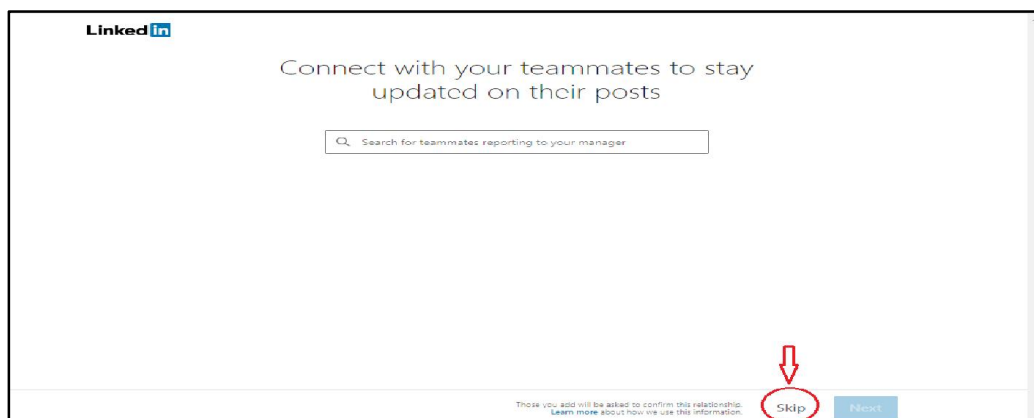 Linked in
Connect with your teammates to stay
updated on their posts
Search for teammates reporting to your manager
Those you add will be asked to confirm this relationship.
Learn more about how we use this information.
Skip
Next